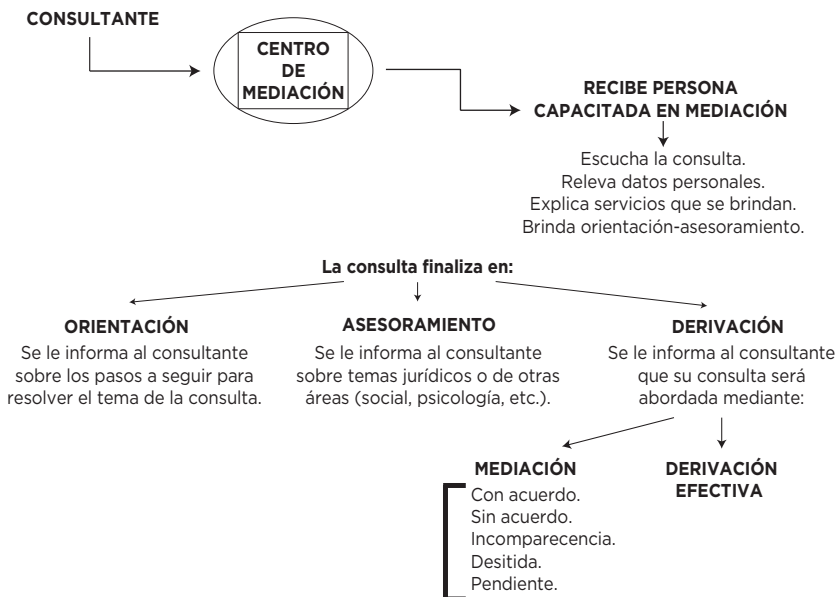 CONSULTANTE
CENTRO
DE
MEDIACIÓN
RECIBE PERSONA
CAPACITADA EN MEDIACIÓN
Escucha la consulta.
Releva datos personales.
Explica servicios que se brindan.
Brinda orientación-asesoramiento.
La consulta finaliza en:
ORIENTACIÓN
Se le informa al consultante
sobre los pasos a seguir para
resolver el tema de la consulta.
ASESORAMIENTO
Se le informa al consultante
sobre temas jurídicos o de otras
áreas (social, psicología, etc.).
DERIVACIÓN
Se le informa al consultante
que su consulta será
abordada mediante:
MEDIACIÓN
Con acuerdo.
Sin acuerdo.
Incomparecencia.
Desitida.
Pendiente.
DERIVACIÓN
EFECTIVA